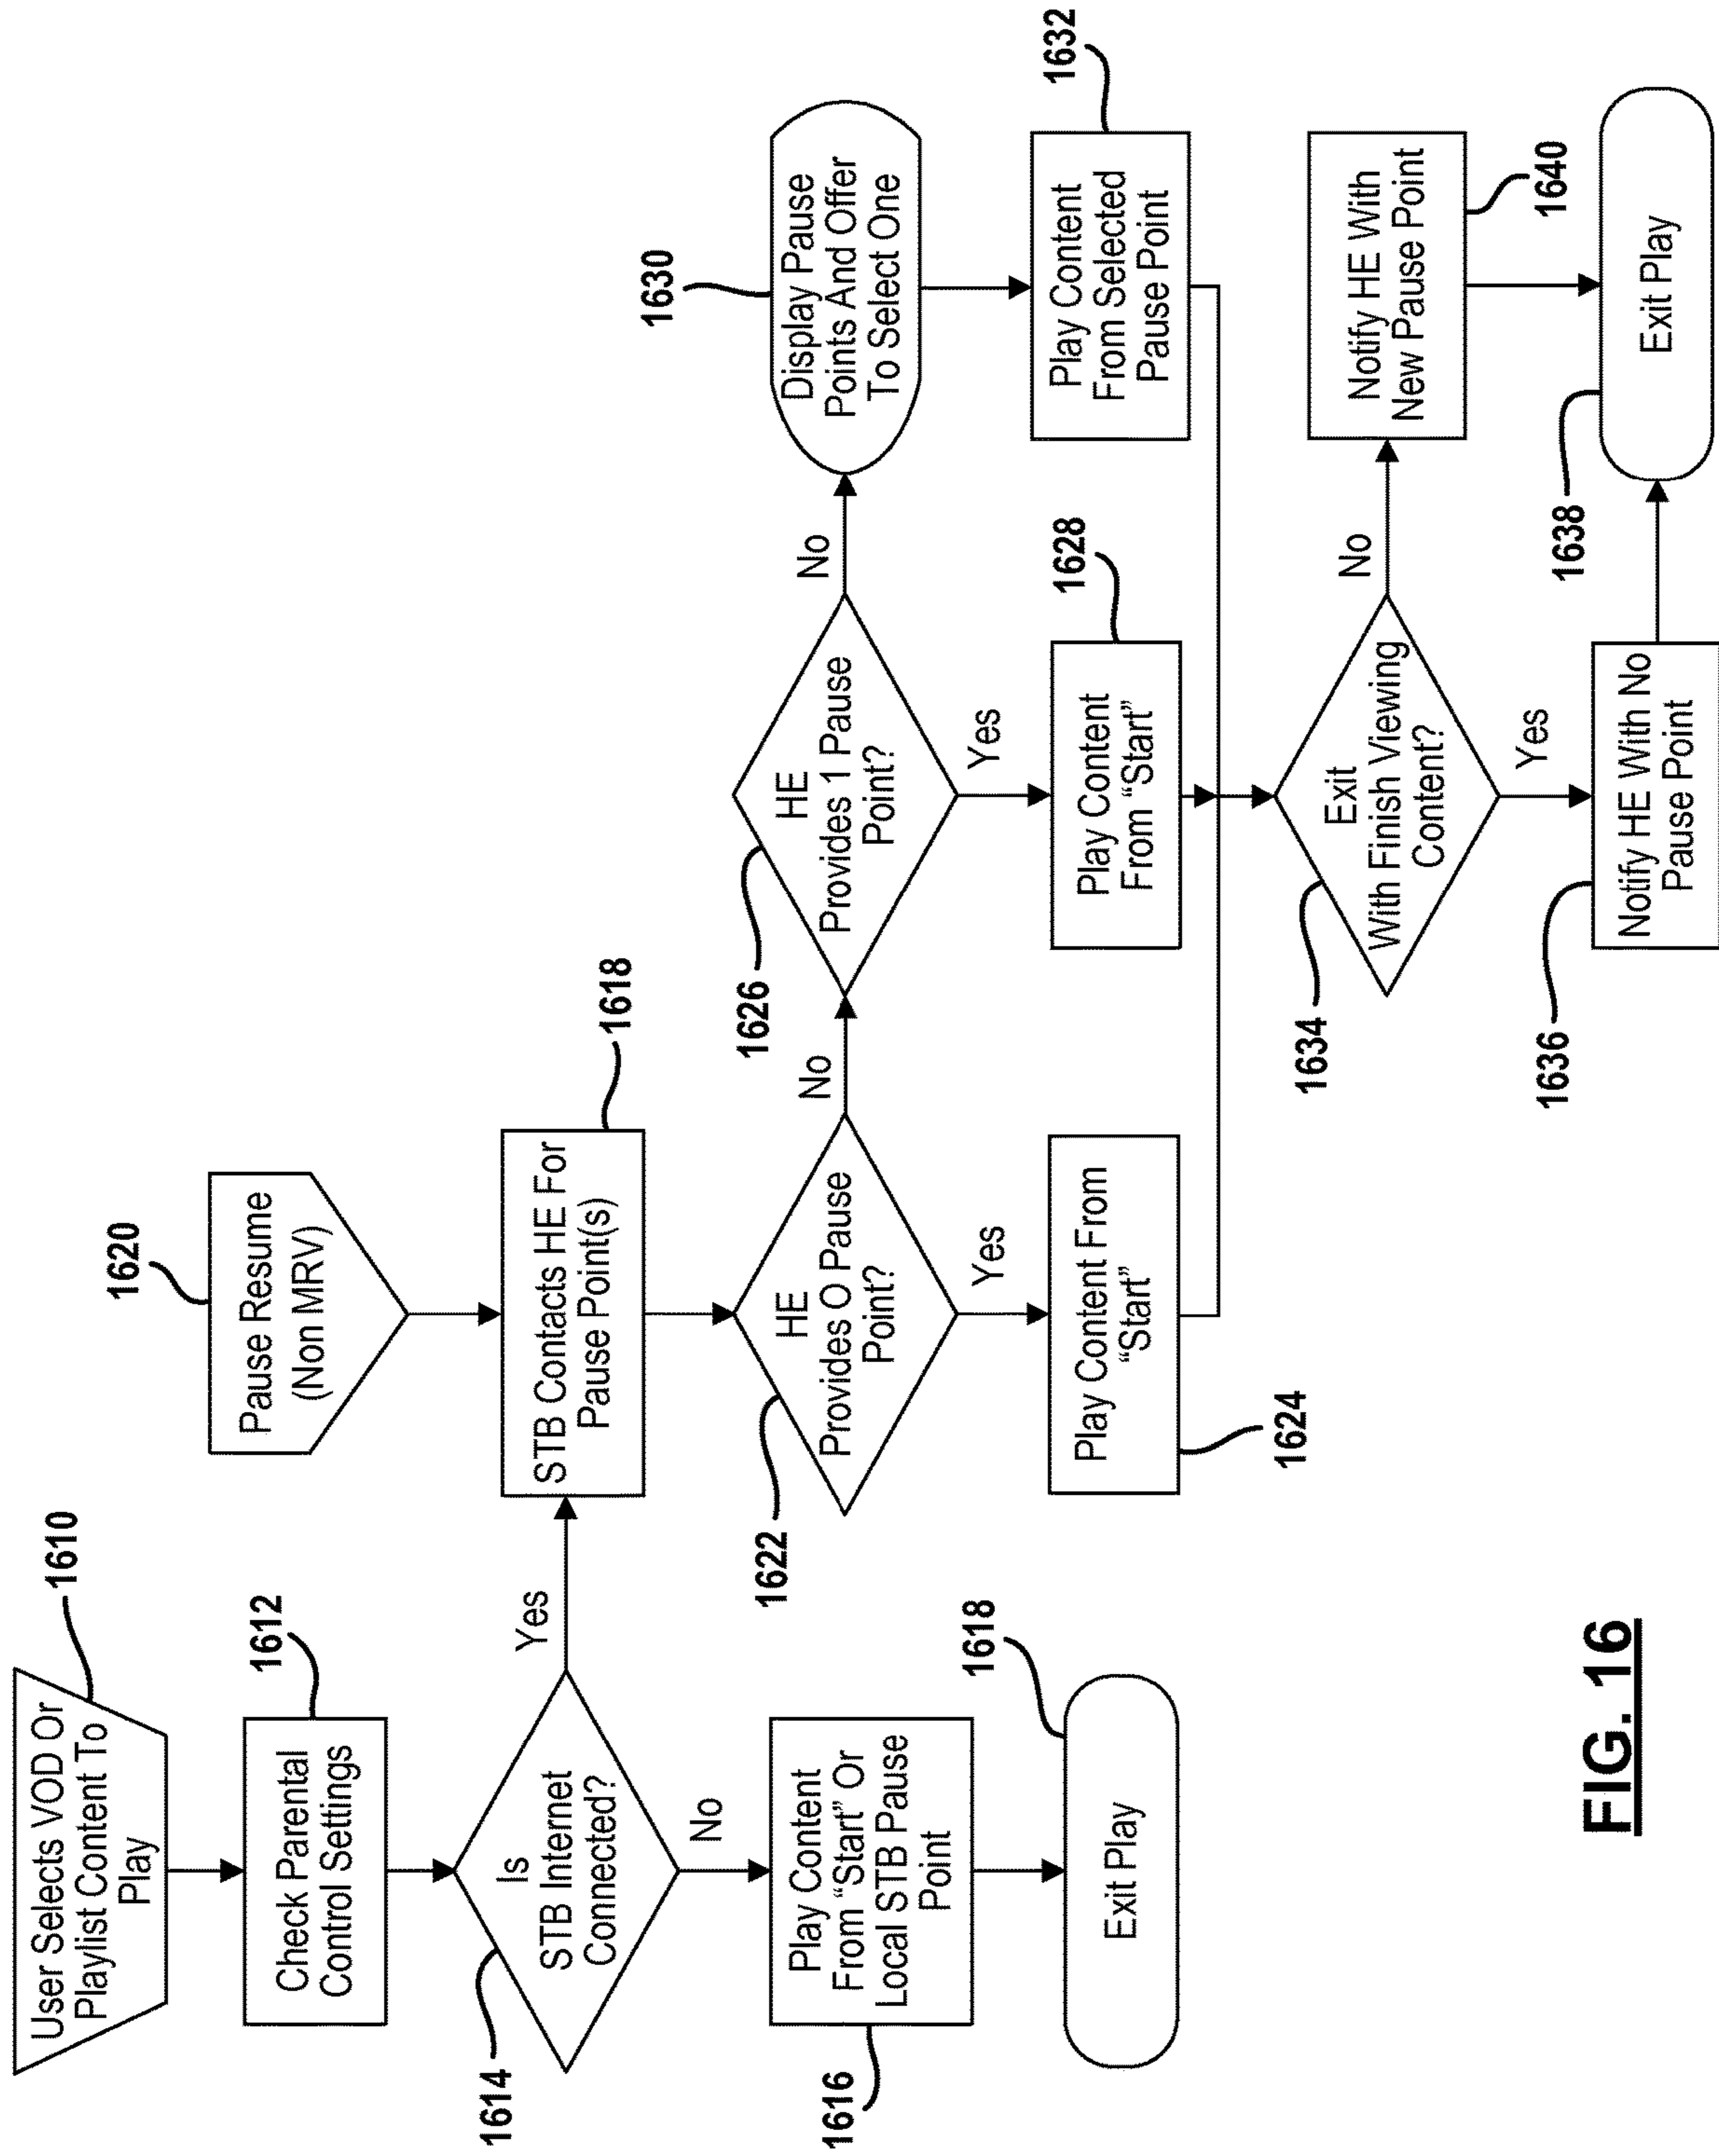 1610
User Selects VOD Or
Playlist Content To
Play
1612
Check Parental
Control Settings
1614
Is
STB Internet
Connected?
Yes
No
1616
Play Content
From "Start" Or
Local STB Pause
Point
1618
Exit Play
1620
Pause Resume
(Non MRV)
1618
STB Contacts HE For
Pause Point(s)
1622
HE
Provides O Pause
Point?
No
Yes
Play Content From
"Start"
1624
1626
HE
Provides 1 Pause
Point?
No
Yes
1628
Play Content
From "Start"
1630
Display Pause
Points And Offer
To Select One
1632
Play Content
From Selected
Pause Point
1634
Exit
With Finish Viewing
Content?
No
Yes
1636
Notify HE With No
Pause Point
Notify HE With
New Pause Point
1640
1638
Exit Play
FIG. 16